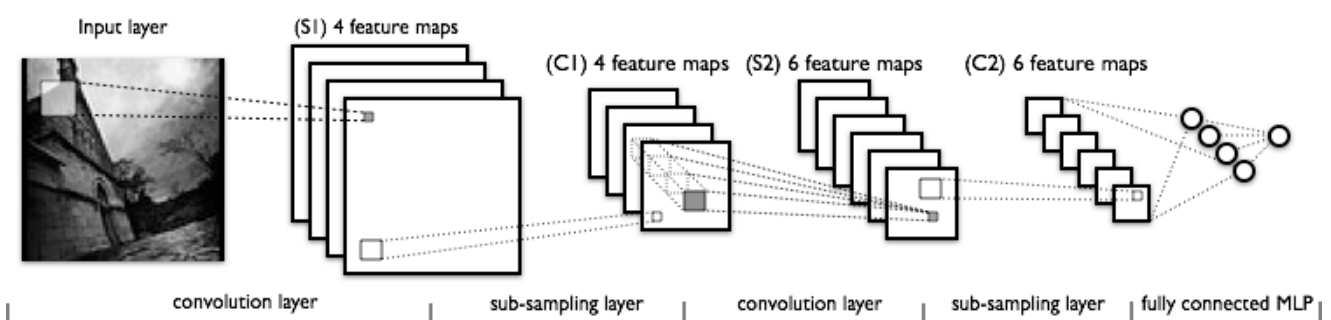 Input layer
(S1) 4 feature maps
(C1) 4 feature maps
(S2) 6 feature maps
(C2) 6 feature maps
convolution layer
sub-sampling layer
convolution layer
sub-sampling layer
fully connected MLP